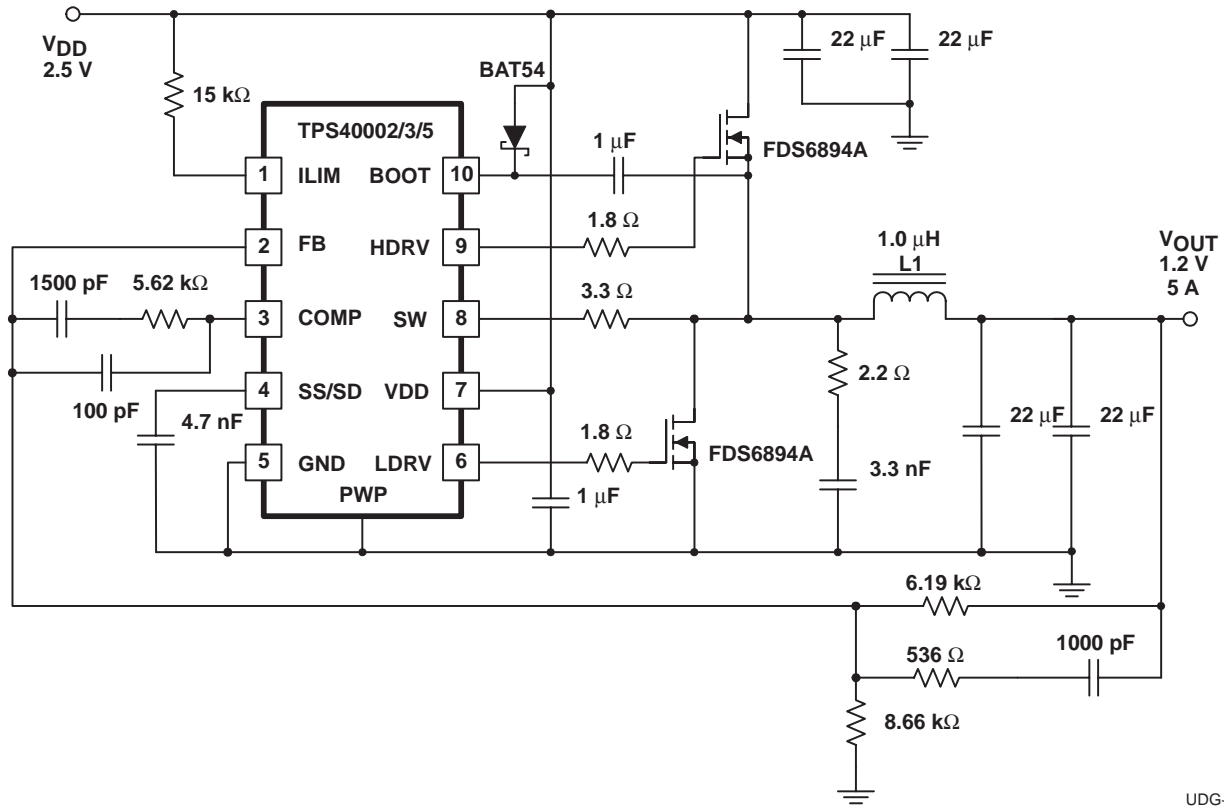 VDD
2.5 V
15 kΩ
BAT54
22 μF
22 μF
TPS40002/3/5
1 μF
FDS6894A
1 ILIM BOOT 10
1.8 Ω
2 FB HDRV 9
1.0 μH
L1
VOUT
1.2 V
5 A
1500 pF
5.62 kΩ
3.3 Ω
3 COMP SW 8
100 pF
4 SS/SD VDD 7
2.2 Ω
4.7 nF
1.8 Ω
22 μF
22 μF
FDS6894A
5 GND LDRV 6
3.3 nF
PWP
1 μF
6.19 kΩ
536 Ω
1000 pF
8.66 kΩ
UDG-